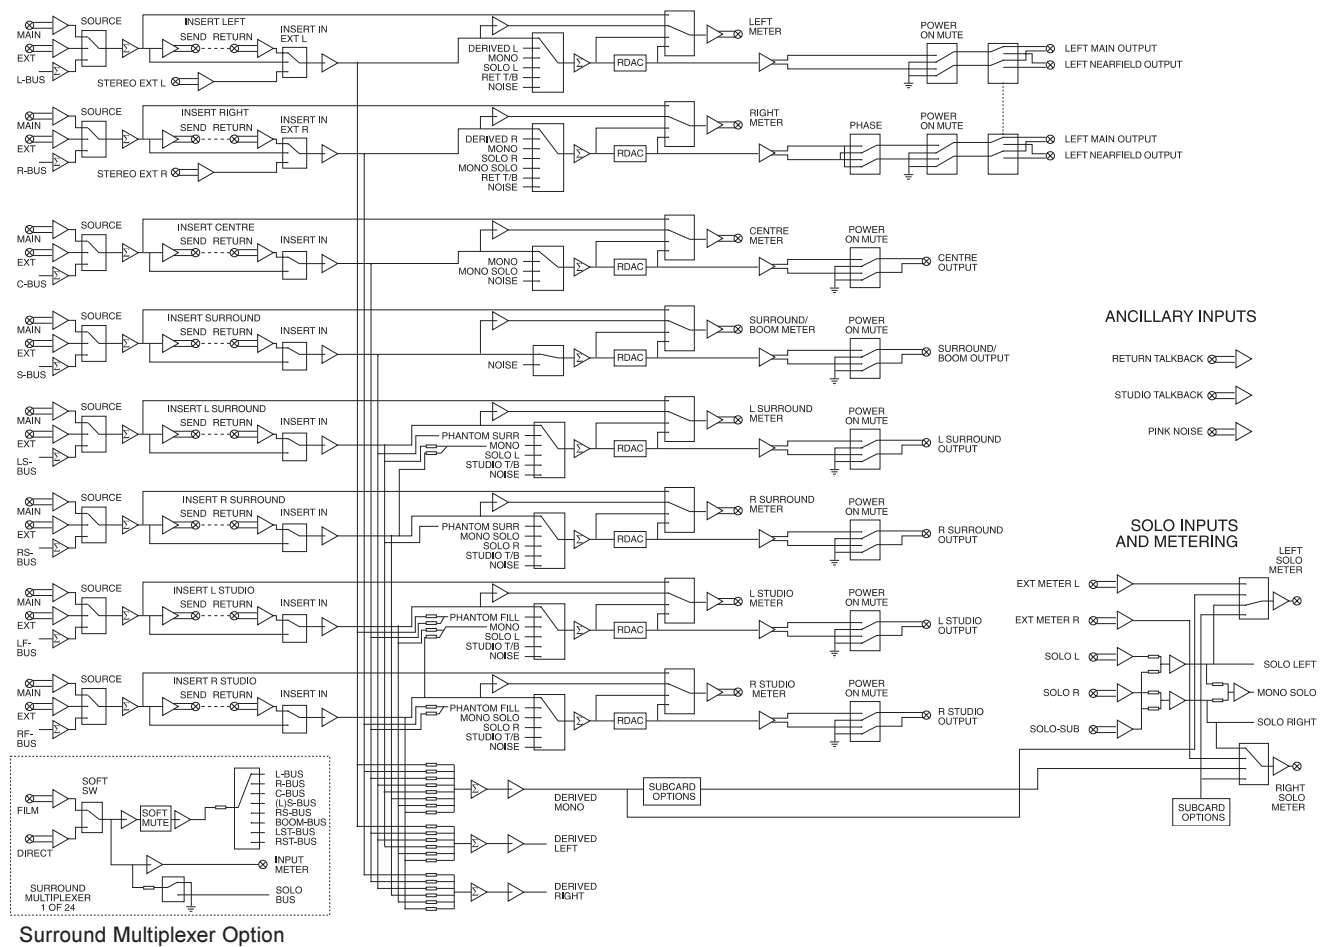 SOURCE
MAIN
EXT
L-BUS
INSERT LEFT
SEND RETURN
INSERT IN
EXT L
STEREO EXT L
DERIVED L
MONO
SOLO L
RET T/B
NOISE
RDAC
LEFT
METER
POWER
ON MUTE
LEFT MAIN OUTPUT
LEFT NEARFIELD OUTPUT
SOURCE
MAIN
EXT
R-BUS
INSERT RIGHT
SEND RETURN
INSERT IN
EXT R
STEREO EXT R
DERIVED R
MONO
SOLO R
MONO SOLO
RET T/B
NOISE
RDAC
RIGHT
METER
PHASE
POWER
ON MUTE
LEFT MAIN OUTPUT
LEFT NEARFIELD OUTPUT
SOURCE
MAIN
EXT
C-BUS
INSERT CENTRE
SEND RETURN
INSERT IN
MONO
MONO SOLO
NOISE
RDAC
CENTRE
METER
POWER
ON MUTE
CENTRE
OUTPUT
SOURCE
MAIN
EXT
S-BUS
INSERT SURROUND
SEND RETURN
INSERT IN
NOISE
RDAC
SURROUND/
BOOM METER
POWER
ON MUTE
SURROUND/
BOOM OUTPUT
SOURCE
MAIN
EXT
LS-
BUS
INSERT L SURROUND
SEND RETURN
INSERT IN
PHANTOM SURR
MONO
SOLO L
STUDIO T/B
NOISE
RDAC
L SURROUND
METER
POWER
ON MUTE
L SURROUND
OUTPUT
SOURCE
MAIN
EXT
RS-
BUS
INSERT R SURROUND
SEND RETURN
INSERT IN
PHANTOM SURR
MONO SOLO
SOLO R
STUDIO T/B
NOISE
RDAC
R SURROUND
METER
POWER
ON MUTE
R SURROUND
OUTPUT
SOURCE
MAIN
EXT
LF-
BUS
INSERT L STUDIO
SEND RETURN
INSERT IN
PHANTOM FILL
MONO
SOLO L
STUDIO T/B
NOISE
RDAC
L STUDIO
METER
POWER
ON MUTE
L STUDIO
OUTPUT
SOURCE
MAIN
EXT
RF-
BUS
INSERT R STUDIO
SEND RETURN
INSERT IN
PHANTOM FILL
MONO SOLO
SOLO R
STUDIO T/B
NOISE
RDAC
R STUDIO
METER
POWER
ON MUTE
R STUDIO
OUTPUT
ANCILLARY INPUTS
RETURN TALKBACK
STUDIO TALKBACK
PINK NOISE
SOLO INPUTS
AND METERING
LEFT
SOLO
METER
EXT METER L
EXT METER R
SOLO L
SOLO R
SOLO-SUB
SOLO LEFT
MONO SOLO
SOLO RIGHT
RIGHT
SOLO
METER
SUBCARD
OPTIONS
SUBCARD
OPTIONS
DERIVED
MONO
DERIVED
LEFT
DERIVED
RIGHT
FILM
DIRECT
SOFT
SW
SOFT
MUTE
L-BUS
R-BUS
C-BUS
(L)S-BUS
RS-BUS
BOOM-BUS
LST-BUS
RST-BUS
INPUT
METER
SOLO
BUS
SURROUND
MULTIPLEXER
1 OF 24
Surround Multiplexer Option